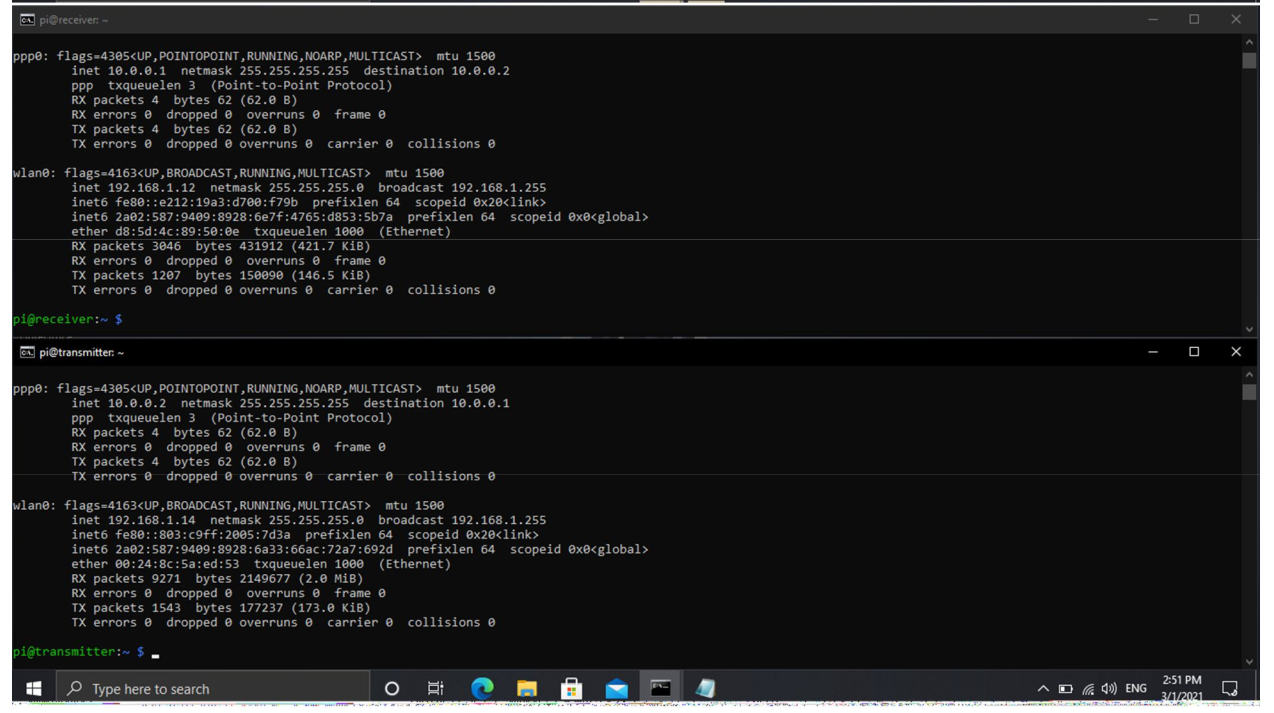 pi@receiver: ~
ppp0: flags=4305<UP,POINTOPOINT,RUNNING,NOARP,MULTICAST>  mtu 1500
        inet 10.0.0.1  netmask 255.255.255.255  destination 10.0.0.2
        ppp  txqueuelen 3  (Point-to-Point Protocol)
        RX packets 4  bytes 62 (62.0 B)
        RX errors 0  dropped 0  overruns 0  frame 0
        TX packets 4  bytes 62 (62.0 B)
        TX errors 0  dropped 0 overruns 0  carrier 0  collisions 0
wlan0: flags=4163<UP,BROADCAST,RUNNING,MULTICAST>  mtu 1500
        inet 192.168.1.12  netmask 255.255.255.0  broadcast 192.168.1.255
        inet6 fe80::e212:19a3:d700:f79b  prefixlen 64  scopeid 0x20<link>
        inet6 2a02:587:9409:8928:6e7f:4765:d853:5b7a  prefixlen 64  scopeid 0x0<global>
        ether d8:5d:4c:89:50:0e  txqueuelen 1000  (Ethernet)
        RX packets 3046  bytes 431912 (421.7 KiB)
        RX errors 0  dropped 0  overruns 0  frame 0
        TX packets 1207  bytes 150090 (146.5 KiB)
        TX errors 0  dropped 0 overruns 0  carrier 0  collisions 0
pi@receiver:~ $
pi@transmitter: ~
ppp0: flags=4305<UP,POINTOPOINT,RUNNING,NOARP,MULTICAST>  mtu 1500
        inet 10.0.0.2  netmask 255.255.255.255  destination 10.0.0.1
        ppp  txqueuelen 3  (Point-to-Point Protocol)
        RX packets 4  bytes 62 (62.0 B)
        RX errors 0  dropped 0  overruns 0  frame 0
        TX packets 4  bytes 62 (62.0 B)
        TX errors 0  dropped 0 overruns 0  carrier 0  collisions 0
wlan0: flags=4163<UP,BROADCAST,RUNNING,MULTICAST>  mtu 1500
        inet 192.168.1.14  netmask 255.255.255.0  broadcast 192.168.1.255
        inet6 fe80::803:c9ff:2005:7d3a  prefixlen 64  scopeid 0x20<link>
        inet6 2a02:587:9409:8928:6a33:66ac:72a7:692d  prefixlen 64  scopeid 0x0<global>
        ether 00:24:8c:5a:ed:53  txqueuelen 1000  (Ethernet)
        RX packets 9271  bytes 2149677 (2.0 MiB)
        RX errors 0  dropped 0  overruns 0  frame 0
        TX packets 1543  bytes 177237 (173.0 KiB)
        TX errors 0  dropped 0 overruns 0  carrier 0  collisions 0
pi@transmitter:~ $
Type here to search
ENG
2:51 PM
3/1/2021